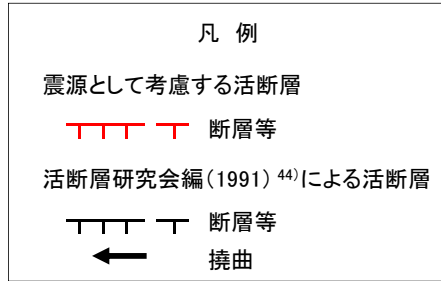 凡 例
震源として考慮する活断層
断層等
活断層研究会編(1991) 44)による活断層
断層等
撓曲